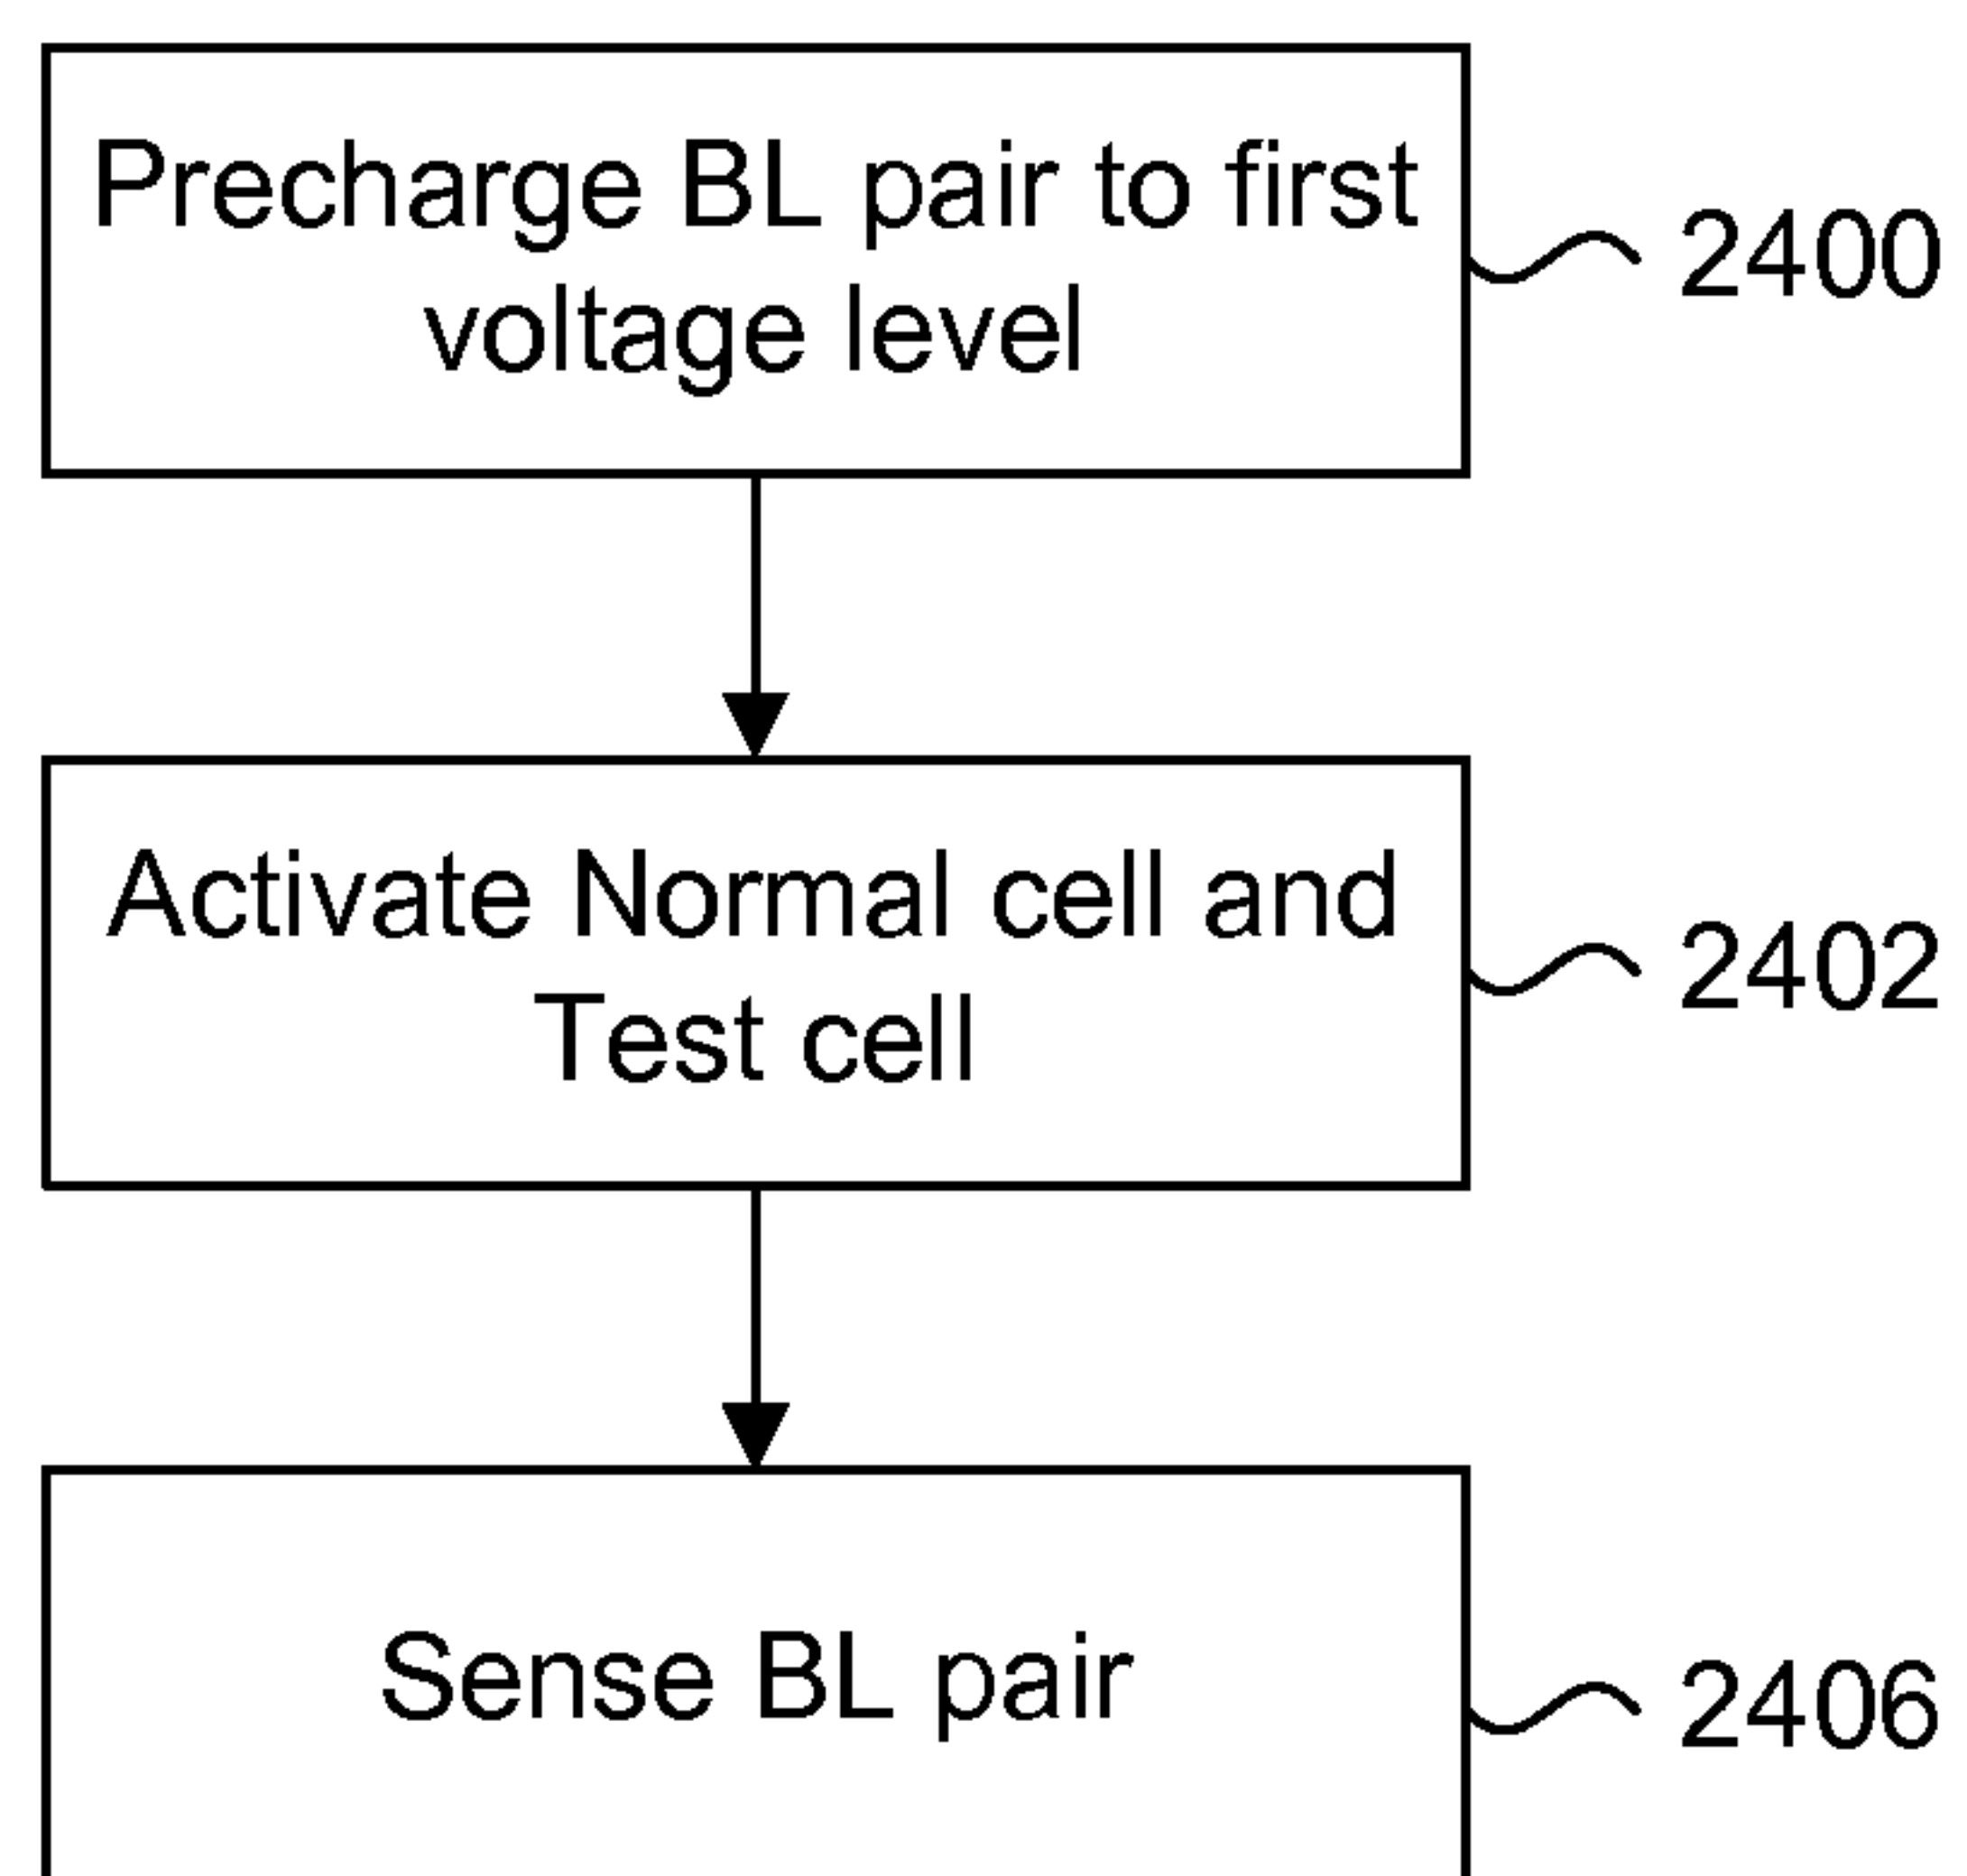 Precharge BL pair to first
voltage level
2400
Activate Normal cell and
Test cell
2402
Sense BL pair
2406